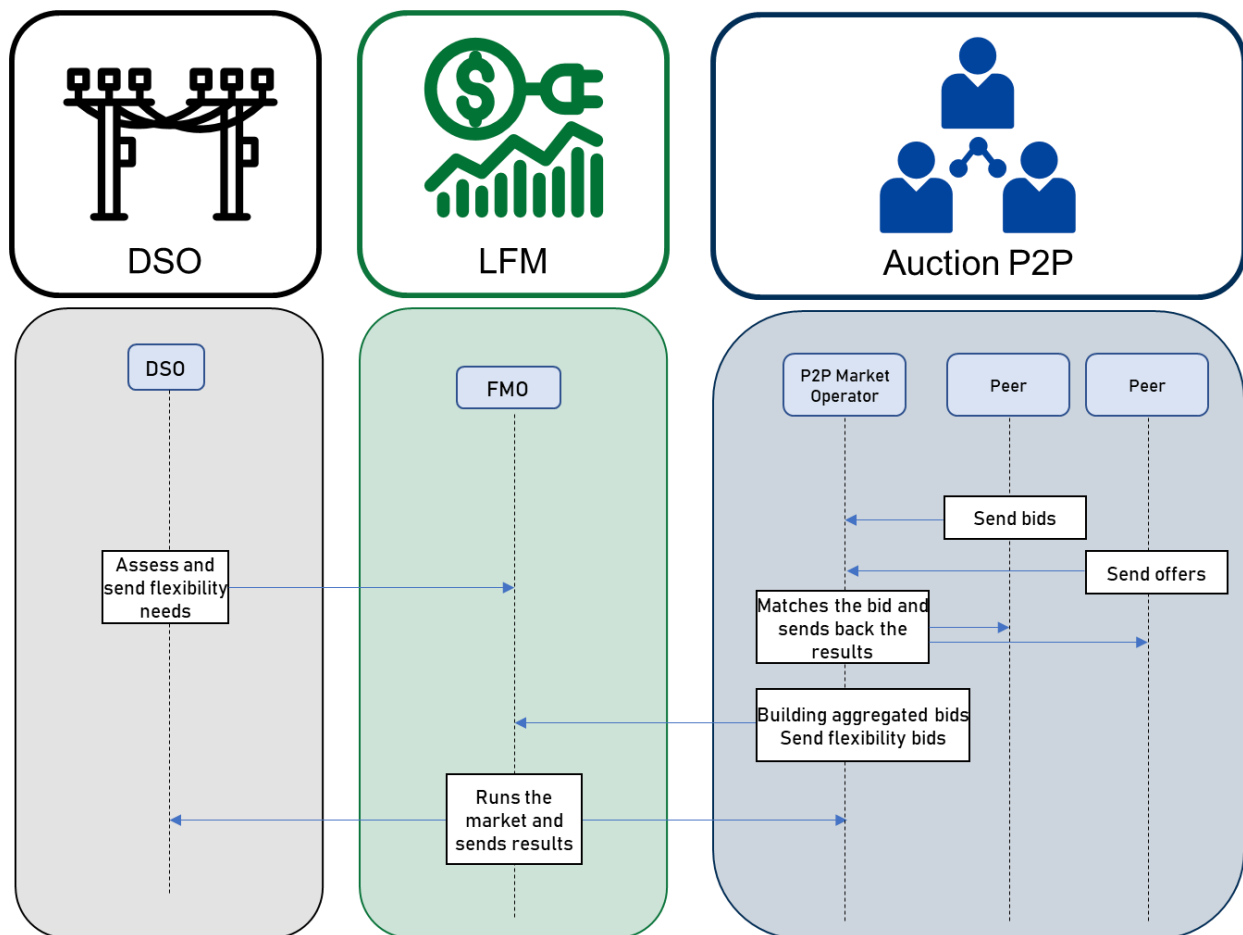 DSO
LFM
Auction P2P
DSO
FMO
P2P Market
Operator
Peer
Peer
Send bids
Assess and
send flexibility
needs
Send offers
Matches the bid and
sends back the
results
Building aggregated bids
Send flexibility bids
Runs the
market and
sends results